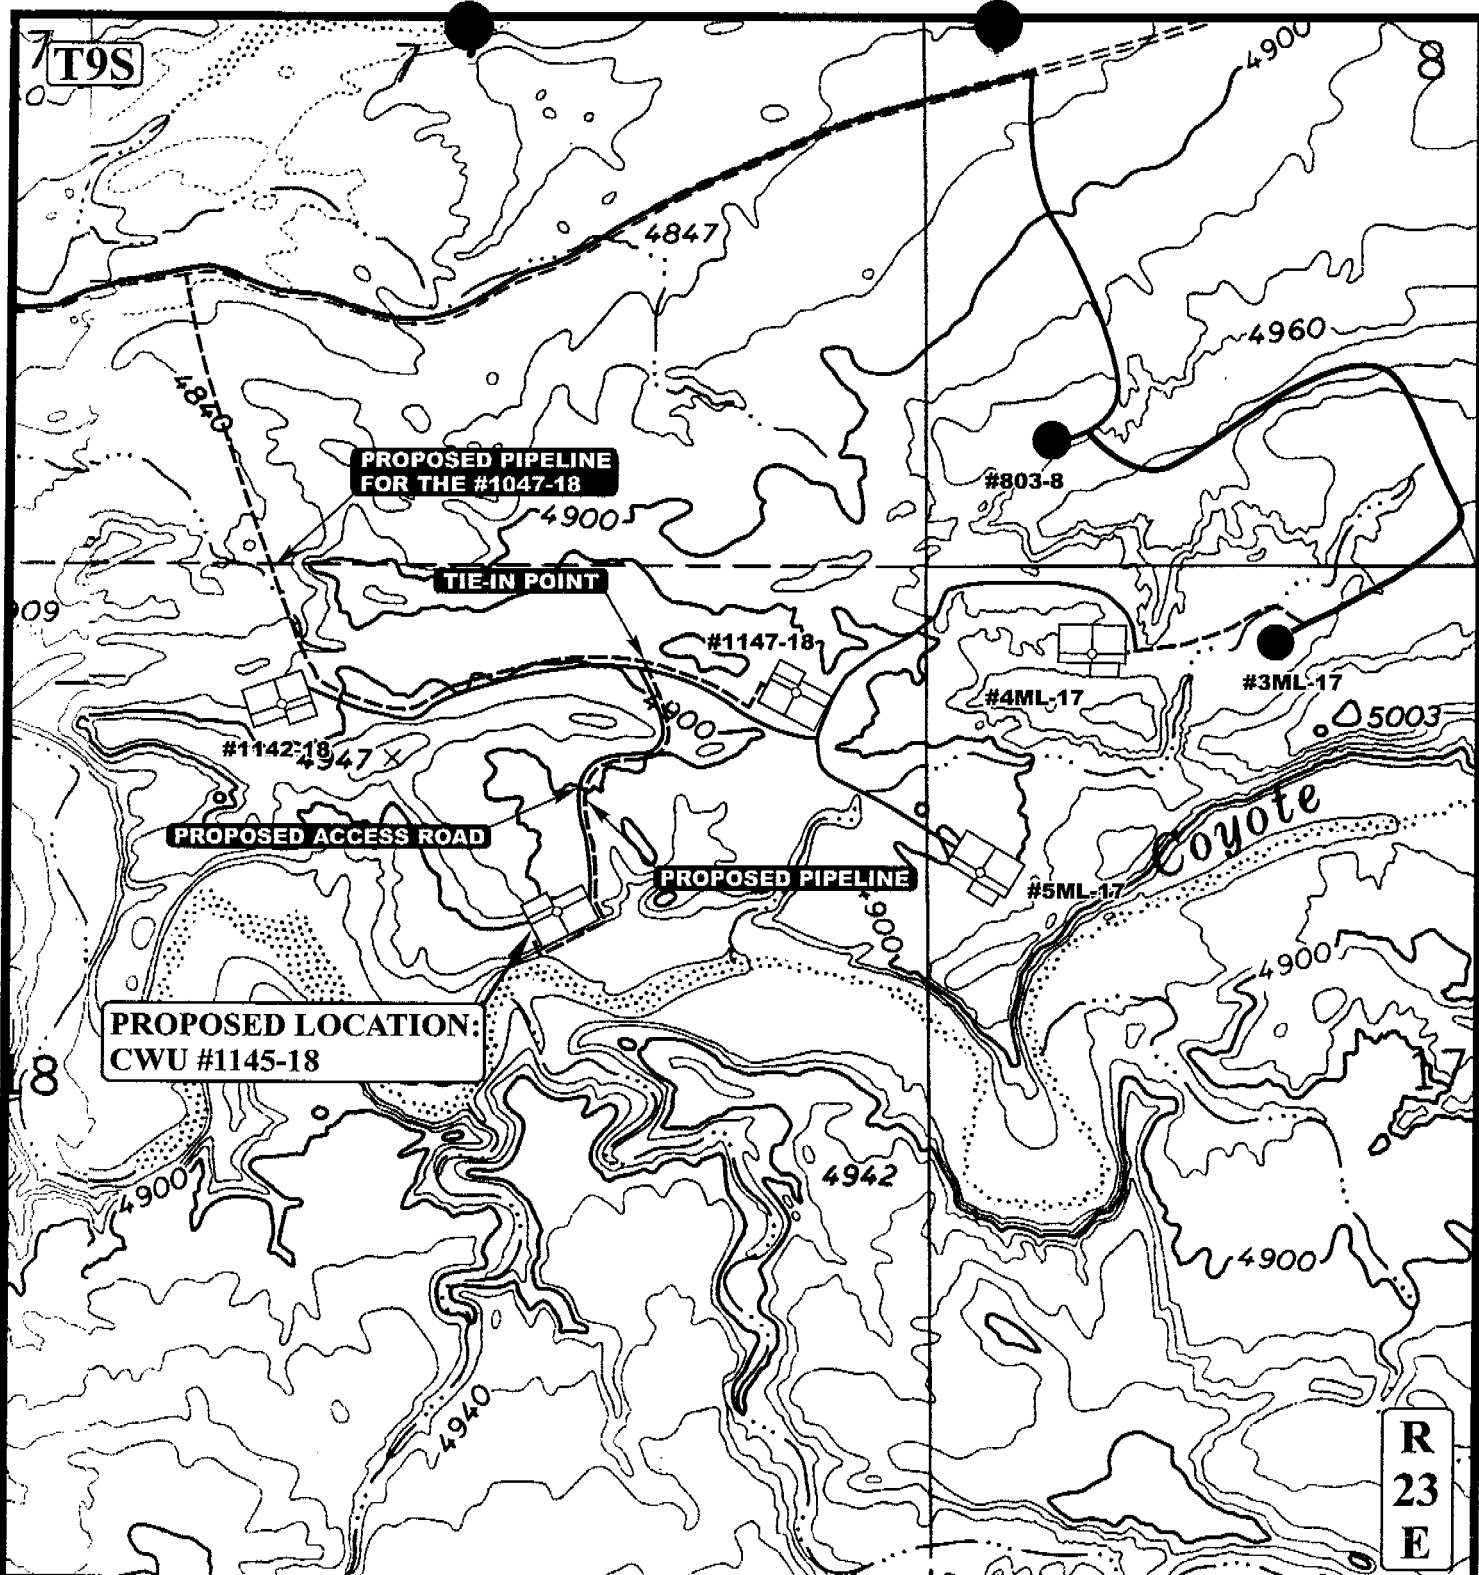 7
T9S
7
4900
8
4847
4960
4840
PROPOSED PIPELINE
FOR THE #1047-18
#803-8
4900
TIE-IN POINT
909
#1147-18
#4ML-17
#3ML-17
4900
5003
#1142-18
4947
PROPOSED ACCESS ROAD
Coyote
PROPOSED PIPELINE
#5ML-17
4900
4900
PROPOSED LOCATION:
CWU #1145-18
18
17
4942
4900
4900
4940
R
23
E